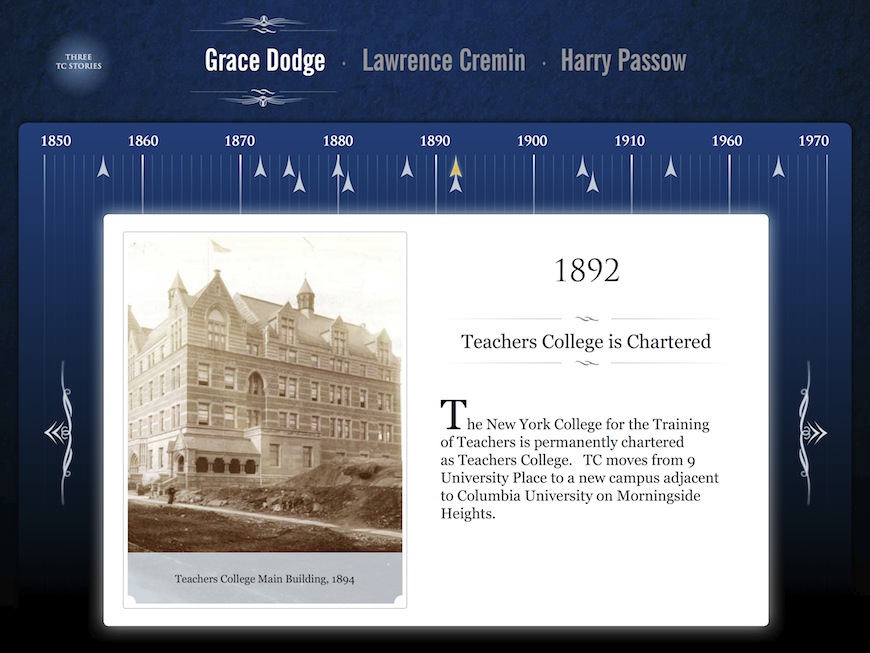 THREE
TC STORIES
Grace Dodge · Lawrence Cremin · Harry Passow
1850 1860 1870 1880 1890 1900 1910 1960 1970
1892
Teachers College is Chartered
The New York College for the Training
of Teachers is permanently chartered
as Teachers College. TC moves from 9
University Place to a new campus adjacent
to Columbia University on Morningside
Heights.
Teachers College Main Building, 1894